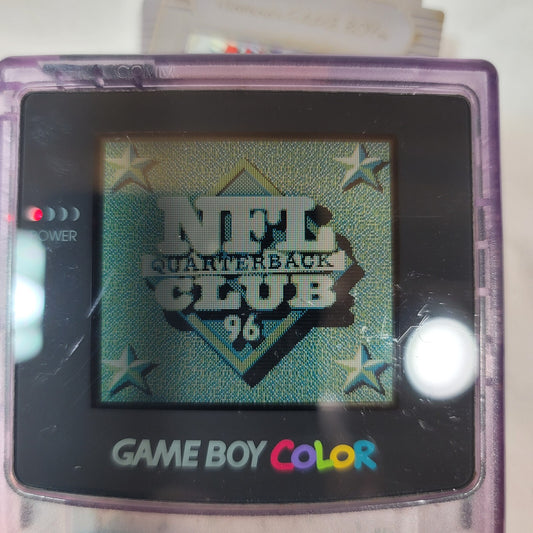 POWER
NFL
QUARTERBACK
CLUB
96
GAME BOY COLOR